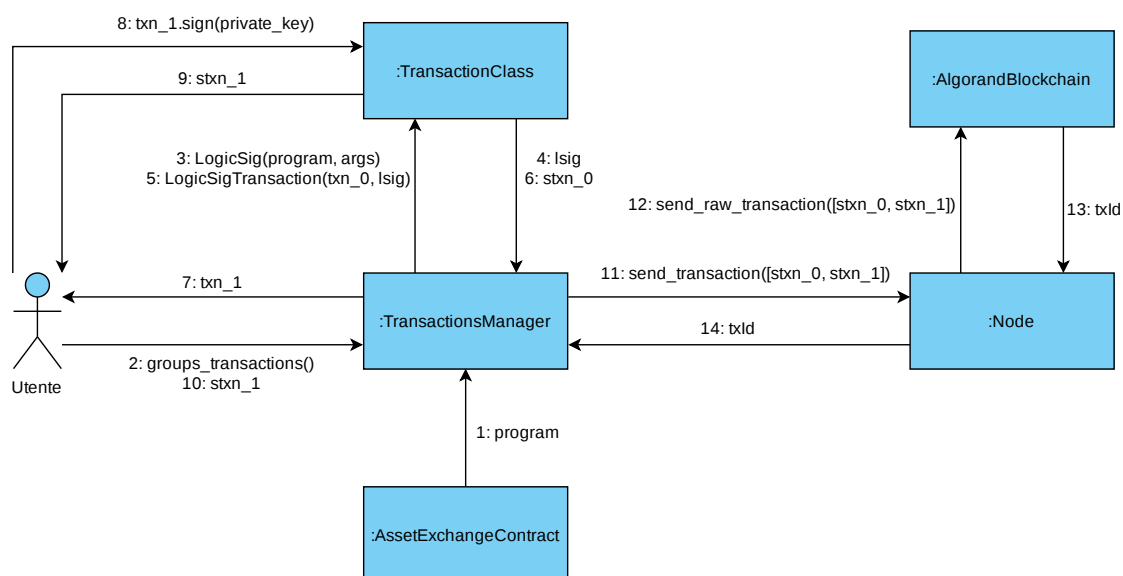 8: txn_1.sign(private_key)
:TransactionClass
:AlgorandBlockchain
9: stxn_1
3: LogicSig(program, args)
5: LogicSigTransaction(txn_0, lsig)
4: lsig
6: stxn_0
12: send_raw_transaction([stxn_0, stxn_1])
13: txId
7: txn_1
11: send_transaction([stxn_0, stxn_1])
:TransactionsManager
:Node
14: txId
2: groups_transactions()
10: stxn_1
Utente
1: program
:AssetExchangeContract